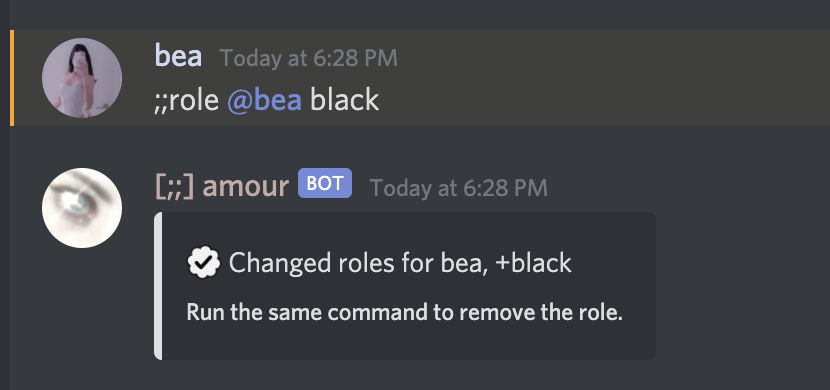 bea Today at 6:28 PM
;;role @bea black
[;;] amour BOT Today at 6:28 PM
Changed roles for bea, +black
Run the same command to remove the role.